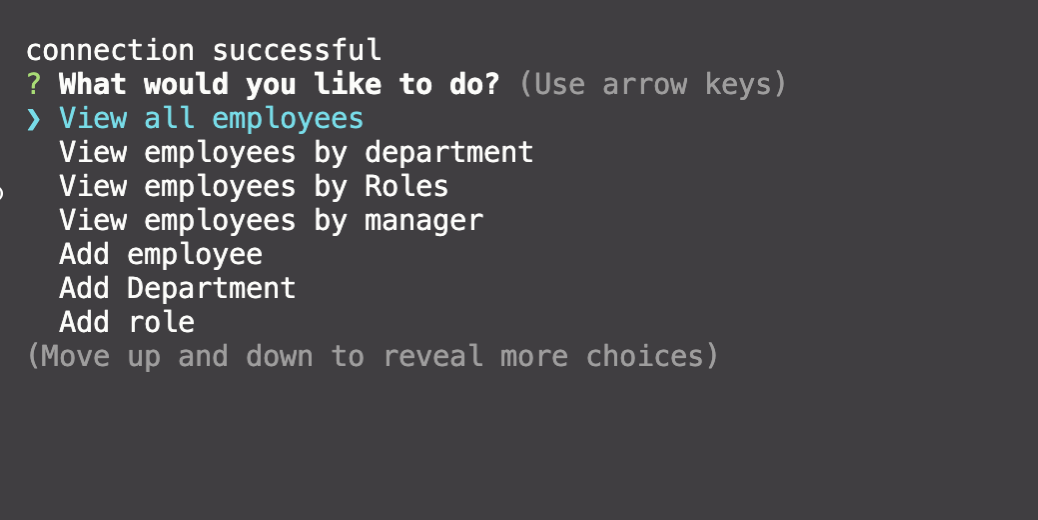 connection successful
? What would you like to do? (Use arrow keys)
❯ View all employees
View employees by department
View employees by Roles
View employees by manager
Add employee
Add Department
Add role
(Move up and down to reveal more choices)